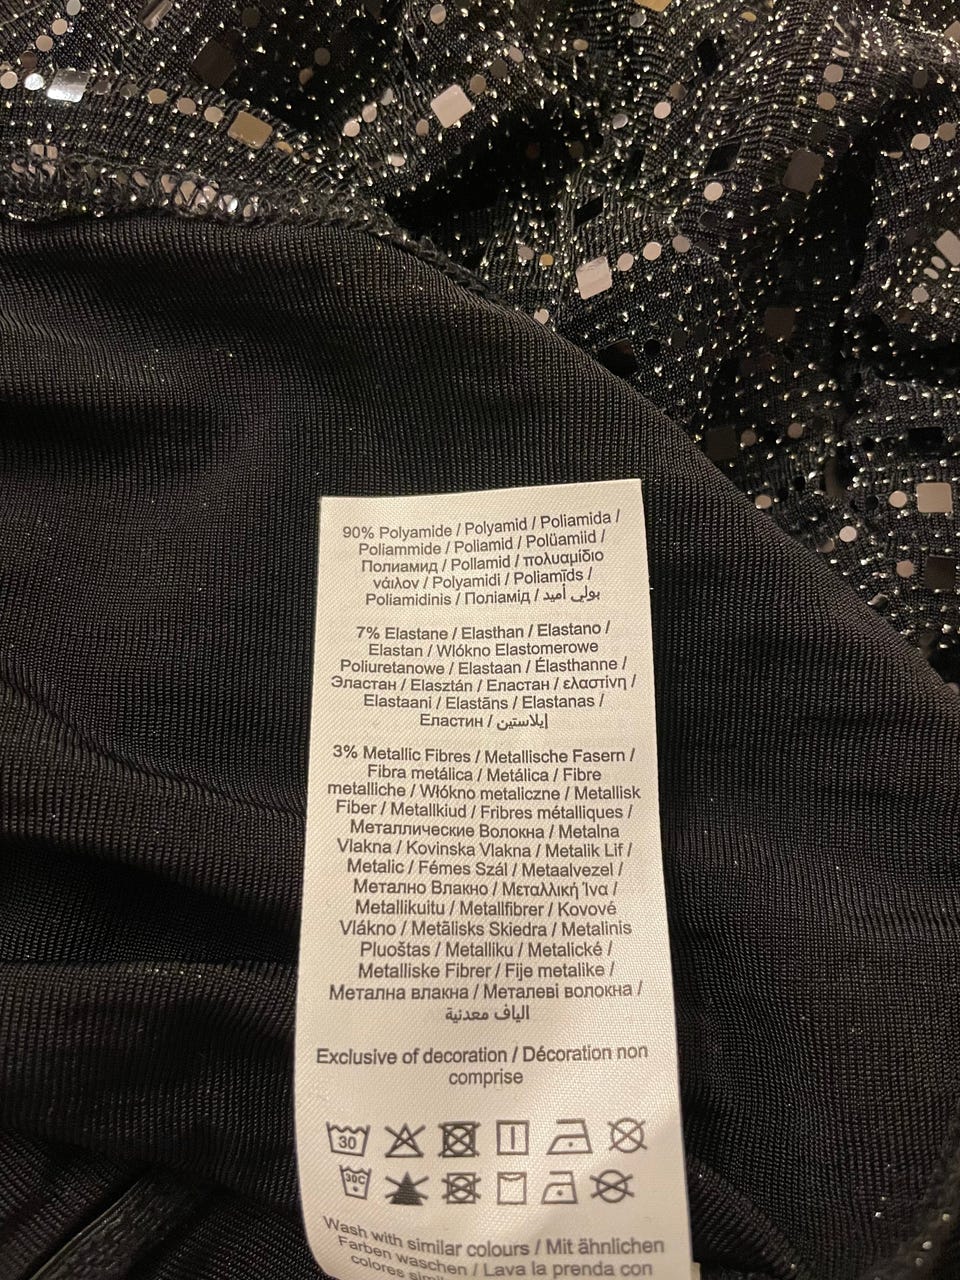 90% Polyamide / Polyamid / Poliamida /
Poliammide / Poliamid / Polüamiid /
Полиамид / Pollamid / πολυαμίδιο
νάιλον / Polyamidi / Poliamīds /
Poliamidinis / Поліамід / بولي أميد
7% Elastane / Elasthan / Elastano /
Elastan / Wlókno Elastomerowe
Poliuretanowe / Elastaan / Élasthanne /
Эластан / Elasztán / Еластан / ελαστίνη /
Elastaani / Elastāns / Elastanas /
Еластин / إيلاستين
3% Metallic Fibres / Metallische Fasern /
Fibra metálica / Metálica / Fibre
metalliche / Włókno metaliczne / Metallisk
Fiber / Metallkiud / Fribres métalliques /
Металлические Волокна / Metalna
Vlakna / Kovinska Vlakna / Metalik Lif /
Metalic / Fémes Szál / Metaalvezel /
Метално Влакно / Μεταλλική Ίνα /
Metallikuitu / Metallfibrer / Kovové
Vlákno / Metālisks Skiedra / Metalinis
Pluoštas / Metalliku / Metalické /
Metalliske Fibrer / Fije metalike /
Метална влакна / Металеві волокна /
الياف معدنية
Exclusive of decoration / Décoration non
comprise
30
30C
Wash with similar colours / Mit ähnlichen
Farben waschen / Lava la prenda con
colores